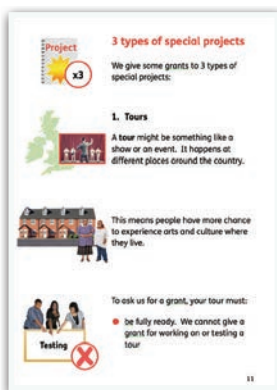 Project
x3
3 types of special projects
We give some grants to 3 types of
special projects:
1. Tours
A tour might be something like a
show or an event. It happens at
different places around the country.
This means people have more chance
to experience arts and culture where
they live.
To ask us for a grant, your tour must:
be fully ready. We cannot give a
grant for working on or testing a
tour
Testing
11